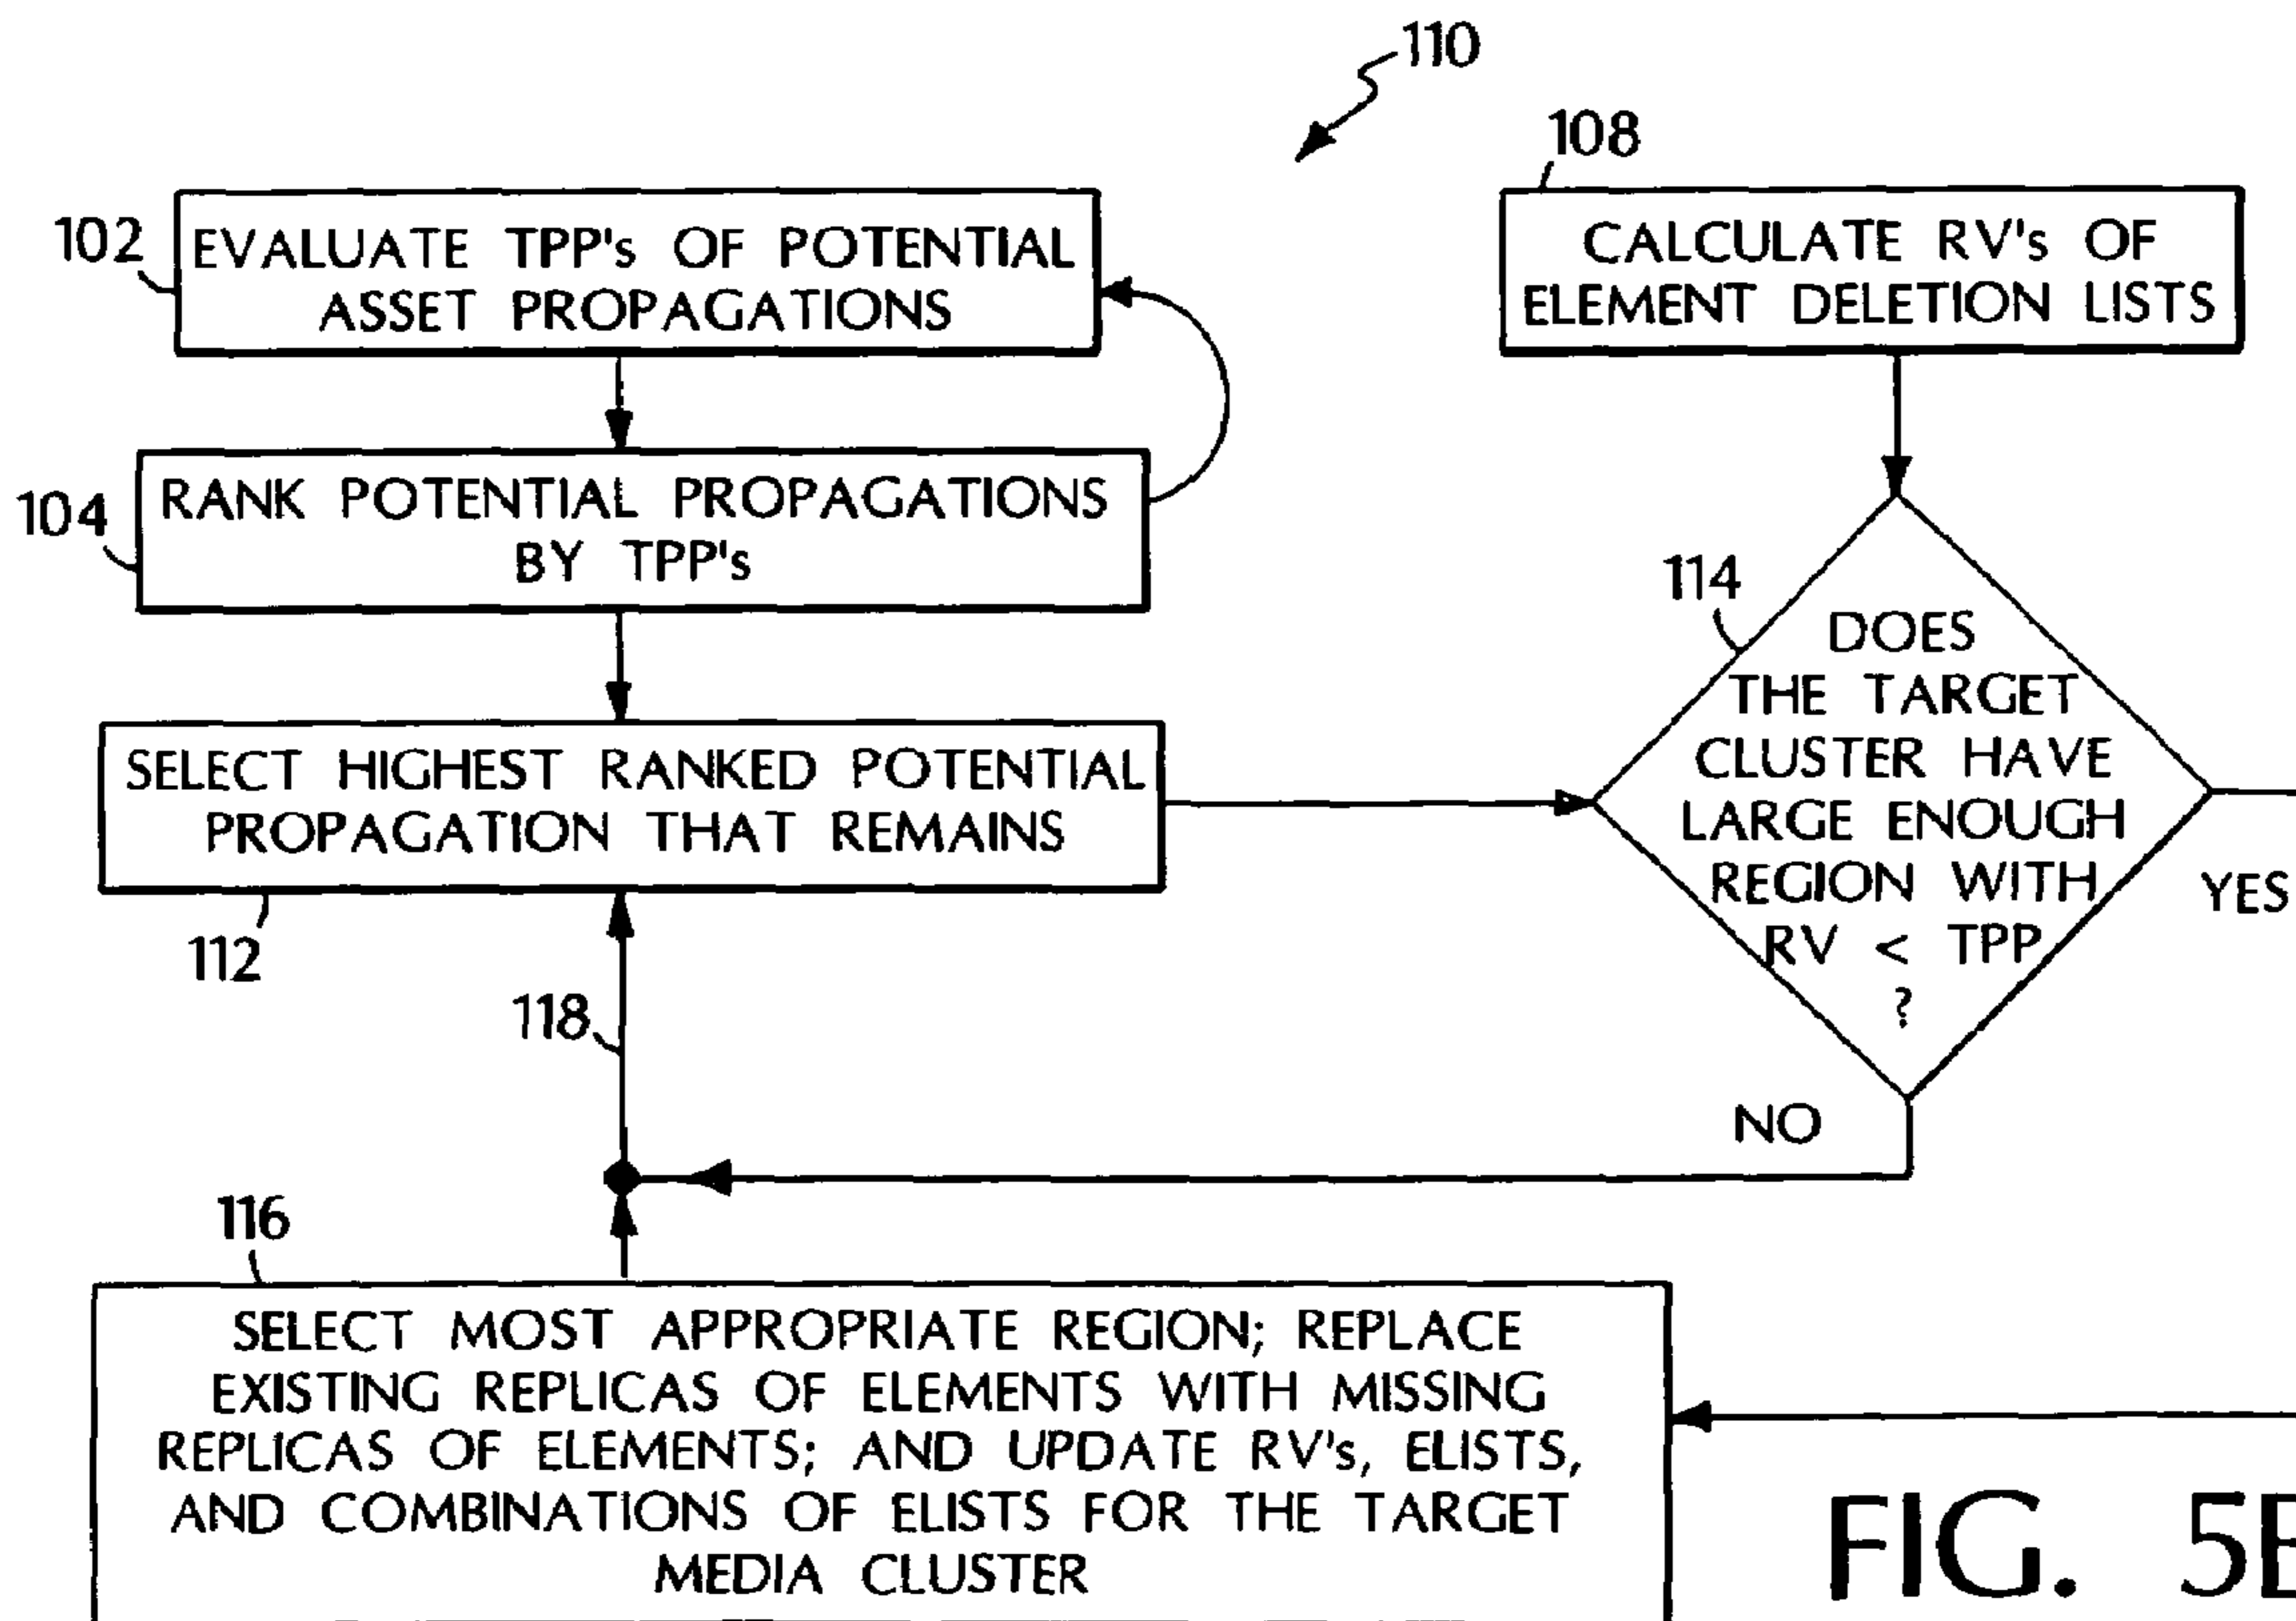 110
108
102
EVALUATE TPP's OF POTENTIAL
ASSET PROPAGATIONS
CALCULATE RV's OF
ELEMENT DELETION LISTS
104
RANK POTENTIAL PROPAGATIONS
BY TPP's
114
DOES
THE TARGET
CLUSTER HAVE
LARGE ENOUGH
REGION WITH
RV < TPP
?
YES
SELECT HIGHEST RANKED POTENTIAL
PROPAGATION THAT REMAINS
112
118
NO
116
SELECT MOST APPROPRIATE REGION; REPLACE
EXISTING REPLICAS OF ELEMENTS WITH MISSING
REPLICAS OF ELEMENTS; AND UPDATE RV's, ELISTS,
AND COMBINATIONS OF ELISTS FOR THE TARGET
MEDIA CLUSTER
FIG.